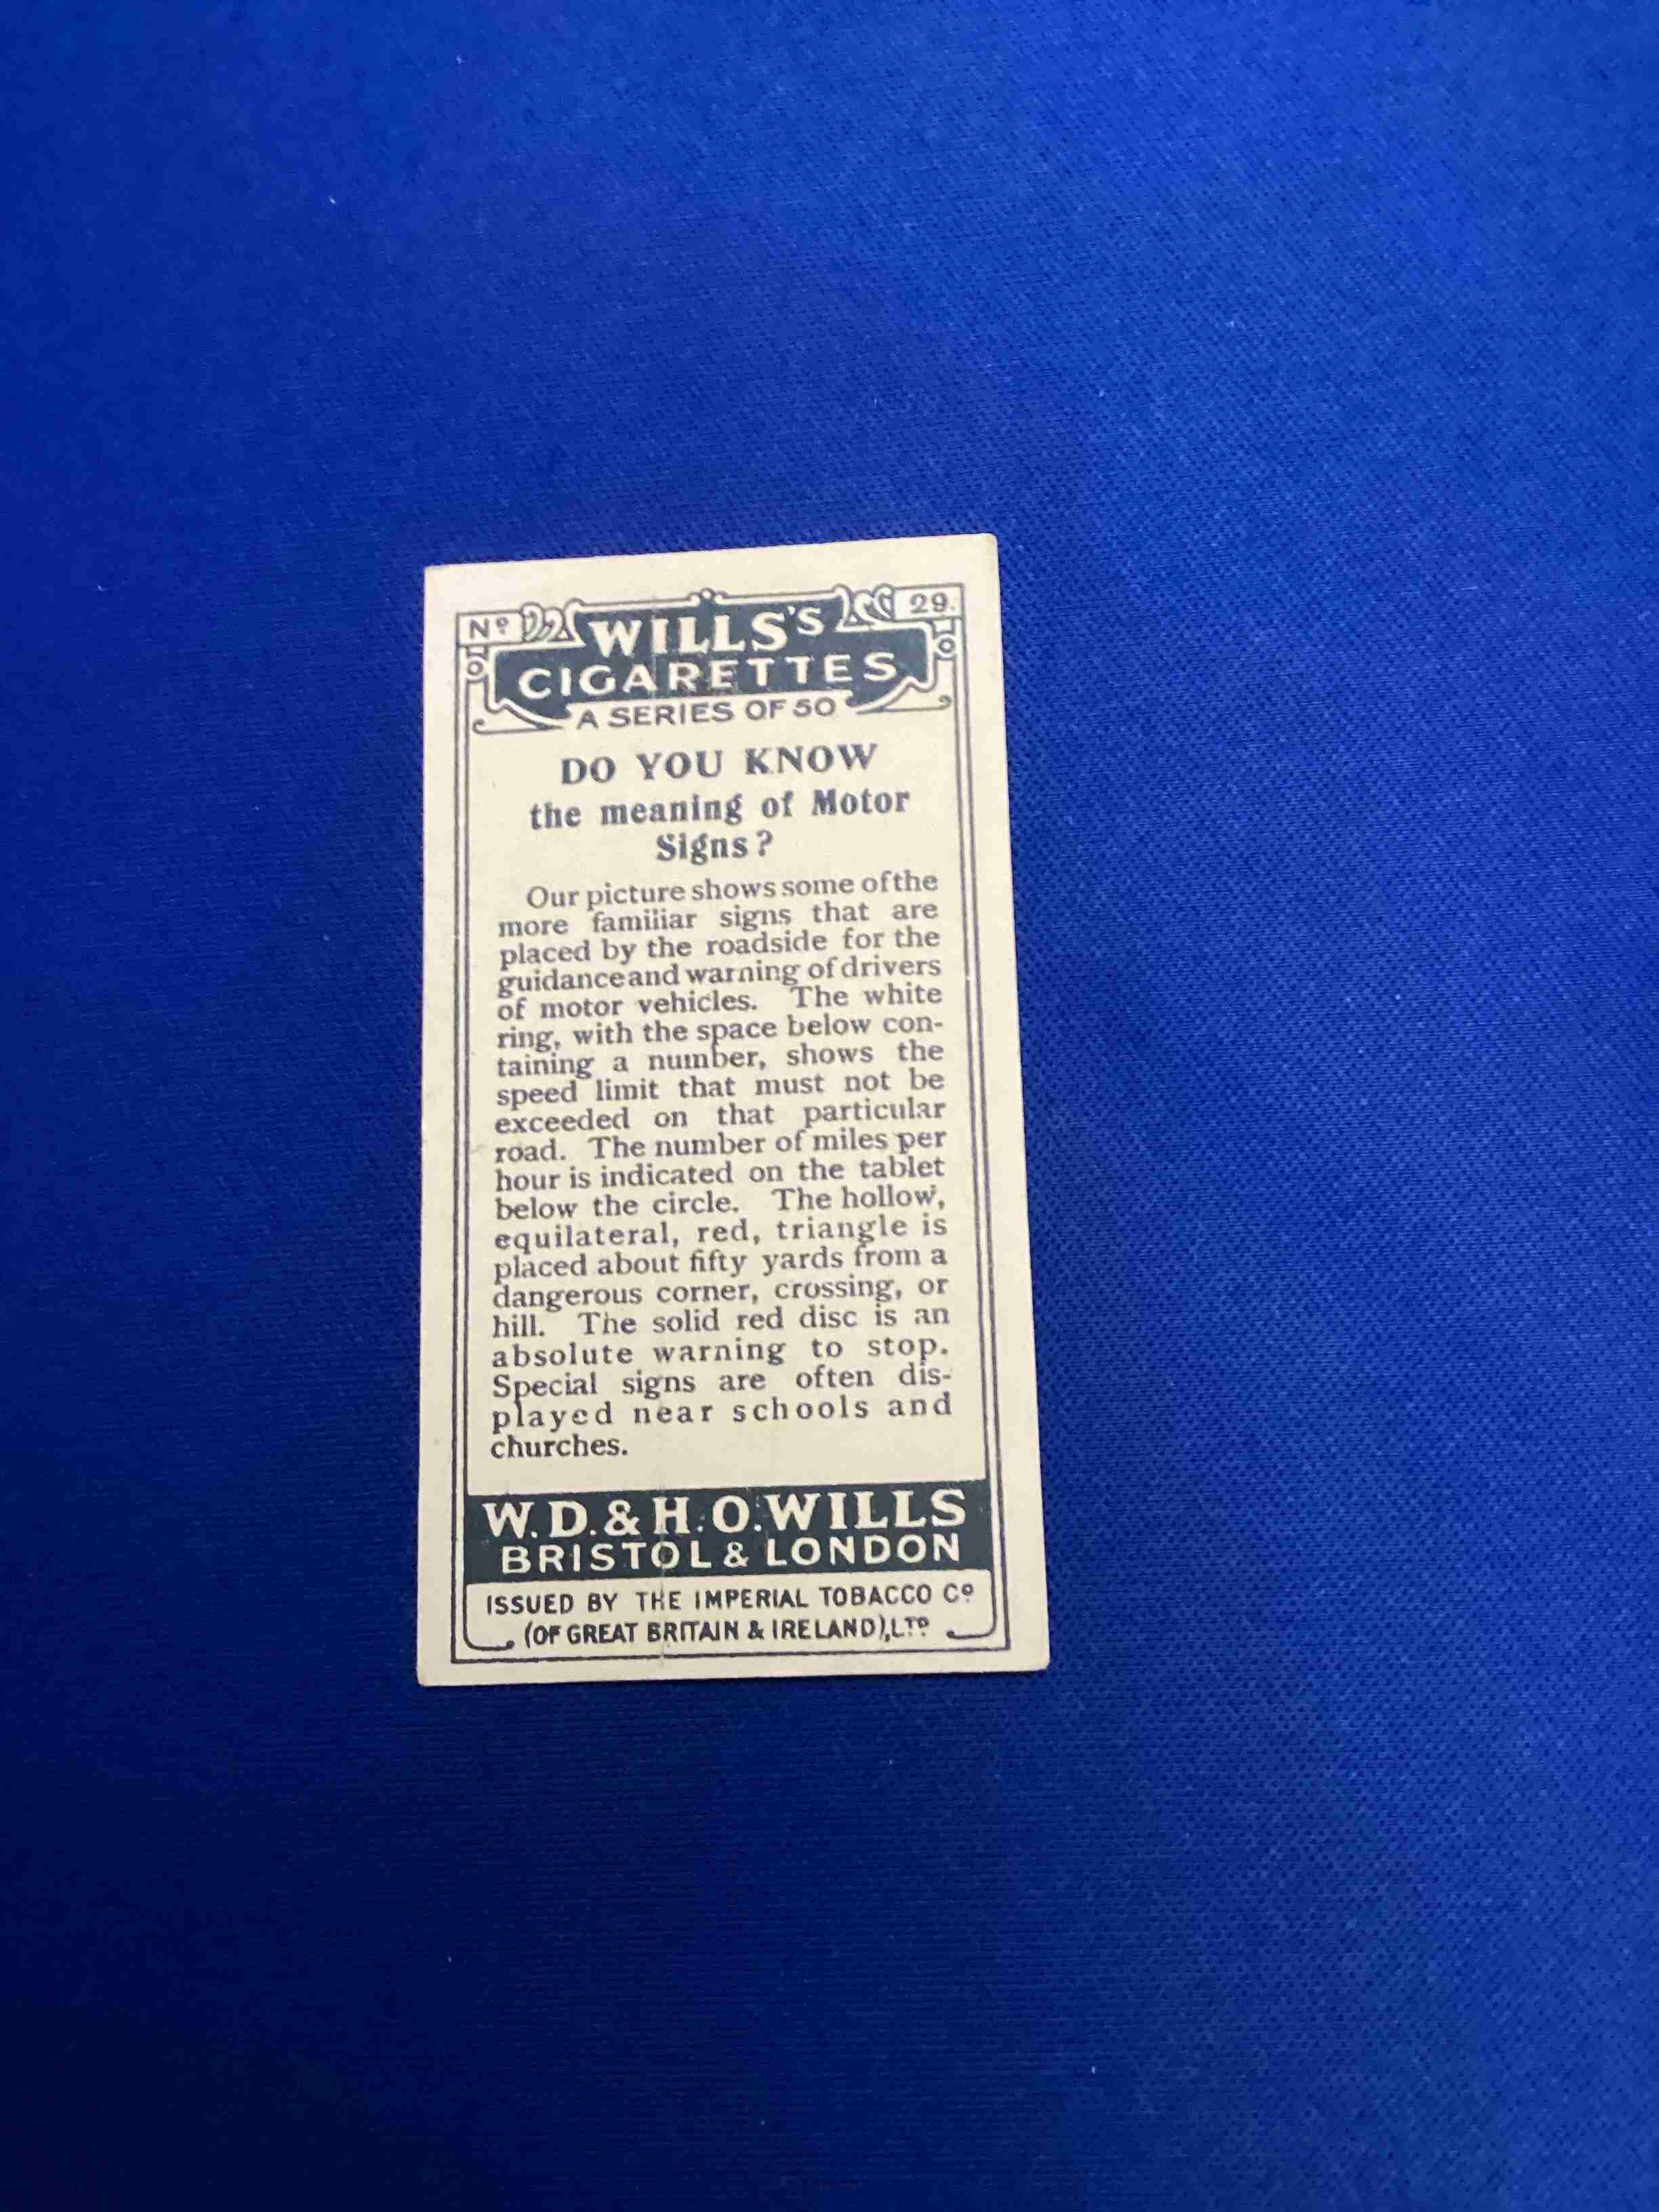 Nº 29.
WILLS'S
CIGARETTES
A SERIES OF 50
DO YOU KNOW
the meaning of Motor
Signs?
Our picture shows some of the
more familiar signs that are
placed by the roadside for the
guidance and warning of drivers
of motor vehicles. The white
ring, with the space below con-
taining a number, shows the
speed limit that must not be
exceeded on that particular
road. The number of miles per
hour is indicated on the tablet
below the circle. The hollow,
equilateral, red, triangle is
placed about fifty yards from a
dangerous corner, crossing, or
hill. The solid red disc is an
absolute warning to stop.
Special signs are often dis-
played near schools and
churches.
W.D. & H.O. WILLS
BRISTOL & LONDON
ISSUED BY THE IMPERIAL TOBACCO Cº
(OF GREAT BRITAIN & IRELAND), LTD